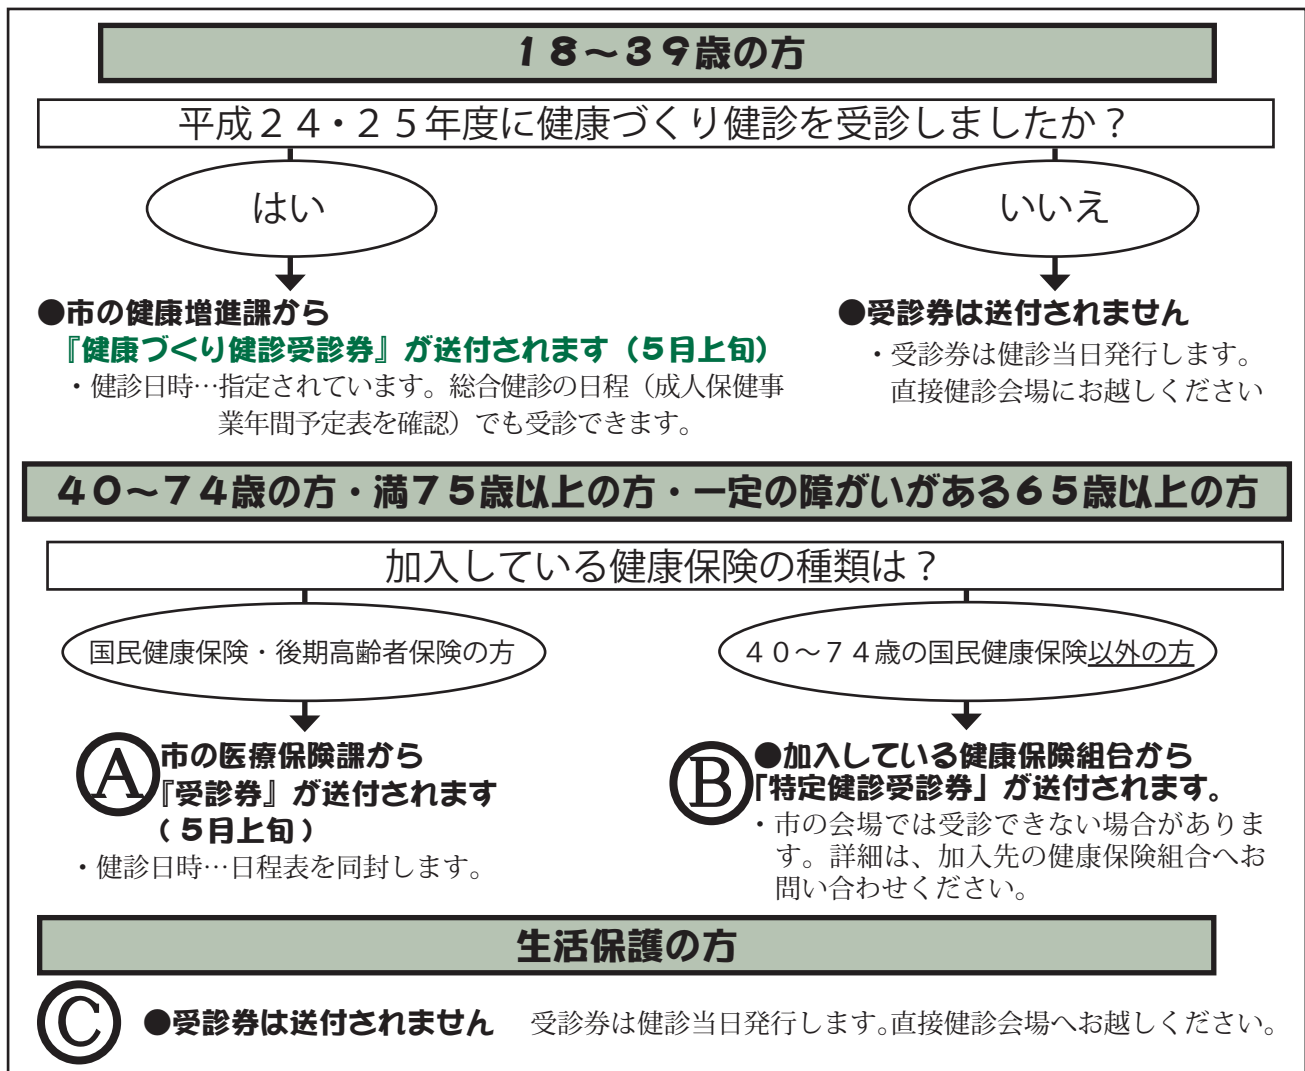 １８～３９歳の方
平成２４・２５年度に健康づくり健診を受診しましたか？
はい
いいえ
●市の健康増進課から
『健康づくり健診受診券』が送付されます（５月上旬）
・健診日時…指定されています。総合健診の日程（成人保健事
業年間予定表を確認）でも受診できます。
●受診券は送付されません
・受診券は健診当日発行します。
直接健診会場にお越しください
４０～７４歳の方・満７５歳以上の方・一定の障がいがある６５歳以上の方
加入している健康保険の種類は？
国民健康保険・後期高齢者保険の方
４０～７４歳の国民健康保険以外の方
Ⓐ
市の医療保険課から
『受診券』が送付されます
（５月上旬）
・健診日時…日程表を同封します。
Ⓑ
●加入している健康保険組合から
「特定健診受診券」が送付されます。
・市の会場では受診できない場合がありま
す。詳細は、加入先の健康保険組合へお
問い合わせください。
生活保護の方
Ⓒ ●受診券は送付されません 受診券は健診当日発行します。直接健診会場へお越しください。